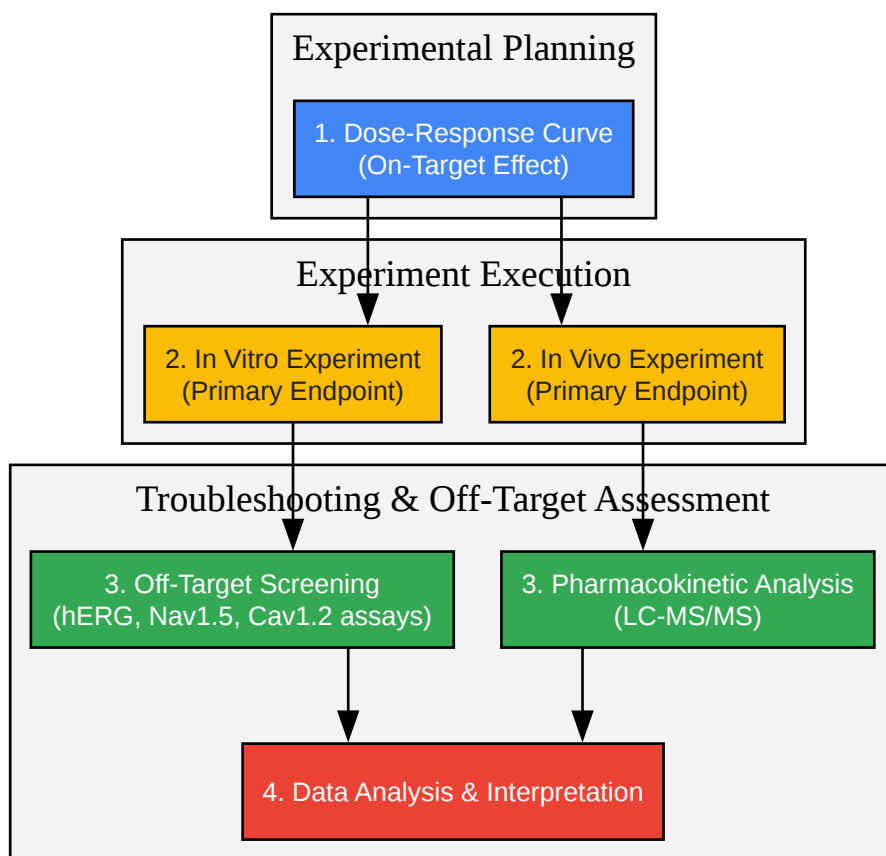 Experimental Planning
1. Dose-Response Curve
(On-Target Effect)
Experiment Execution
2. In Vitro Experiment
(Primary Endpoint)
2. In Vivo Experiment
(Primary Endpoint)
Troubleshooting & Off-Target Assessment
3. Off-Target Screening
(hERG, Nav1.5, Cav1.2 assays)
3. Pharmacokinetic Analysis
(LC-MS/MS)
4. Data Analysis & Interpretation